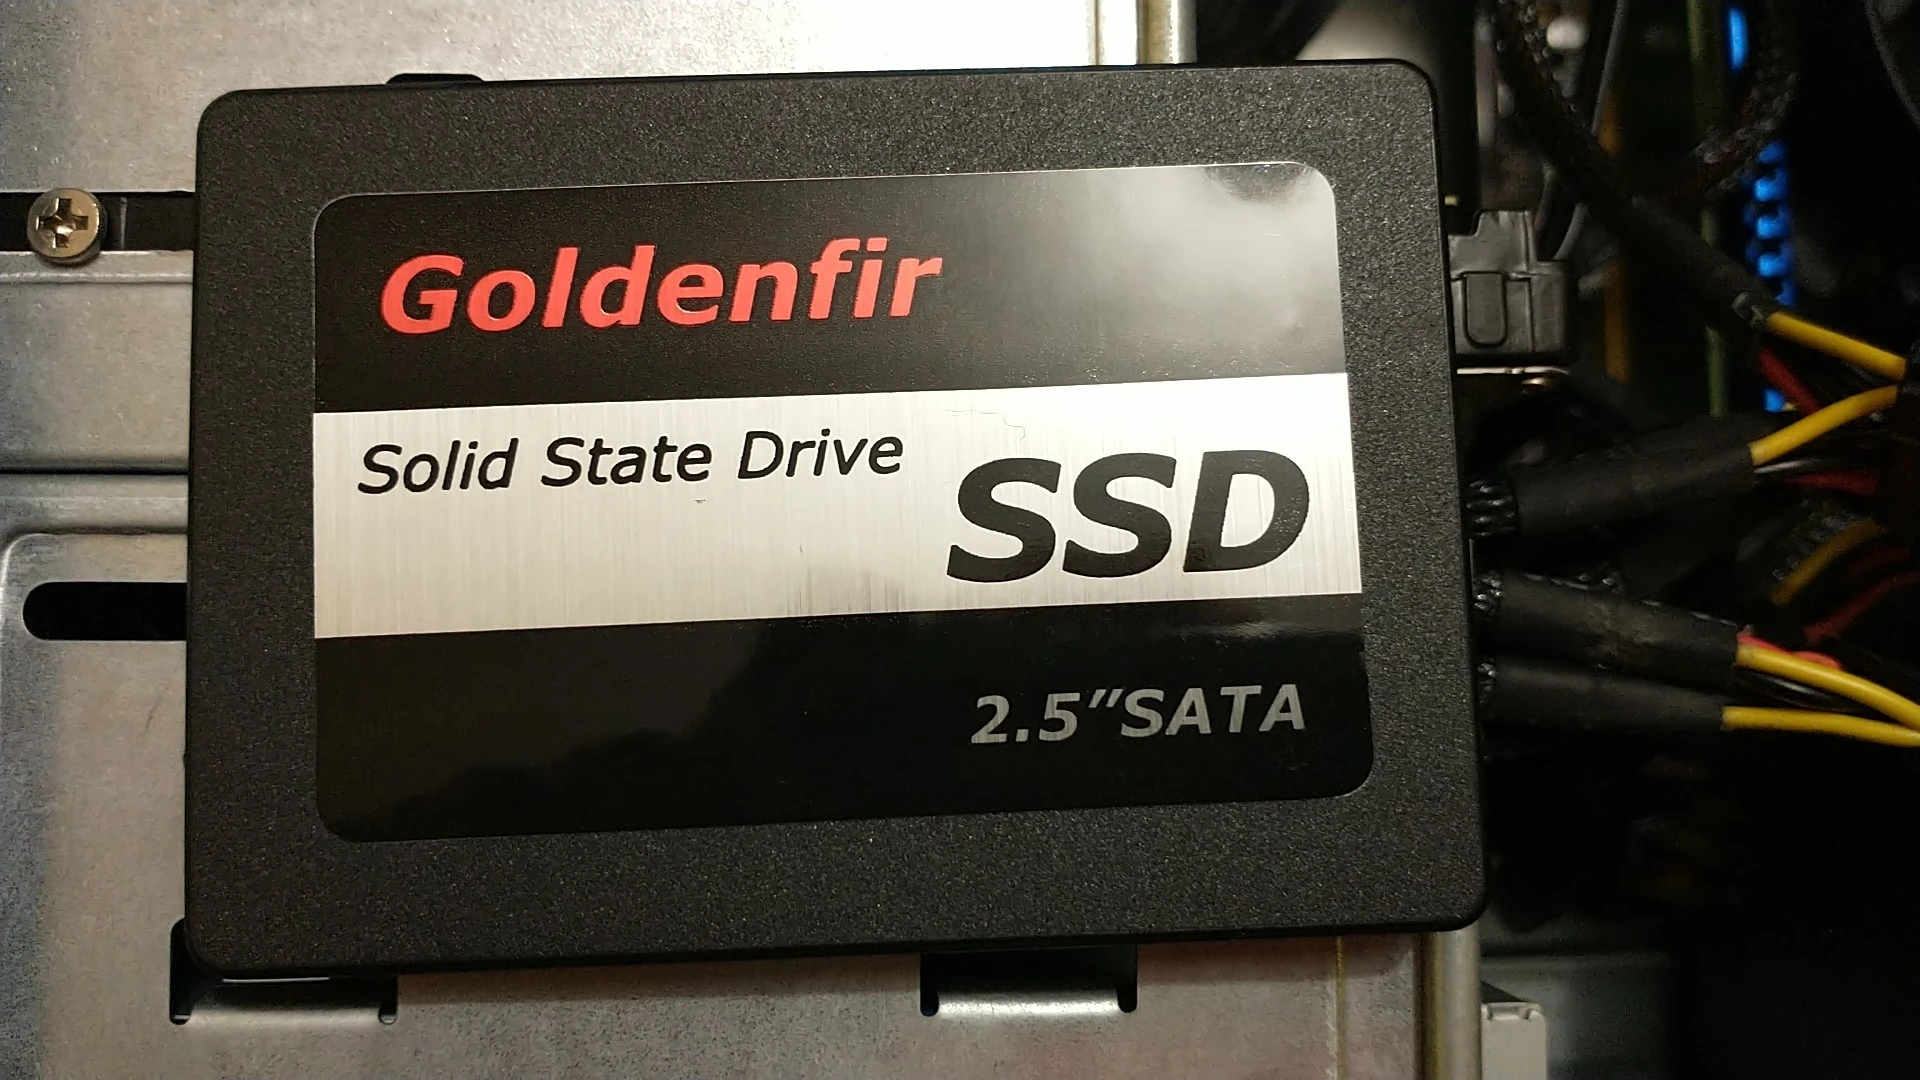 Goldenfir
Solid State Drive
SSD
2.5"SATA